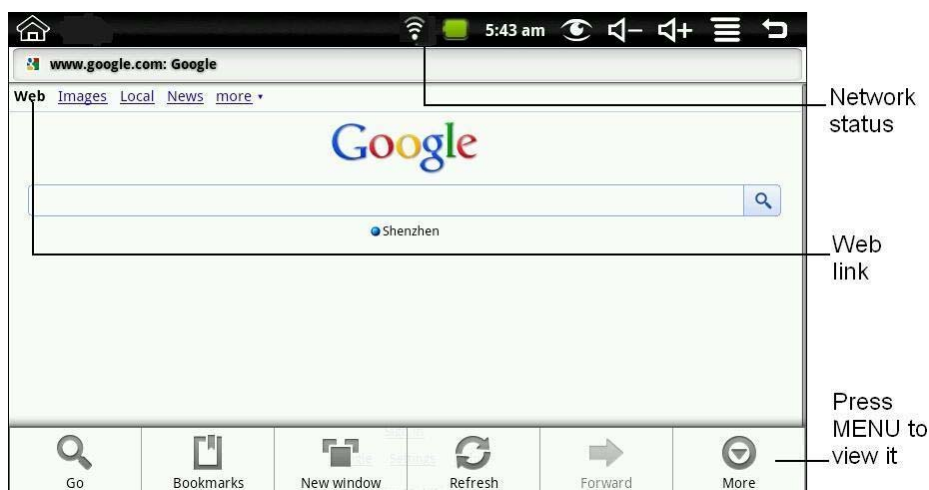 5:43 am
www.google.com: Google
Web Images Local News more
Google
Shenzhen
Network
status
Web
link
Press
MENU to
view it
Go Bookmarks New window Refresh Forward More